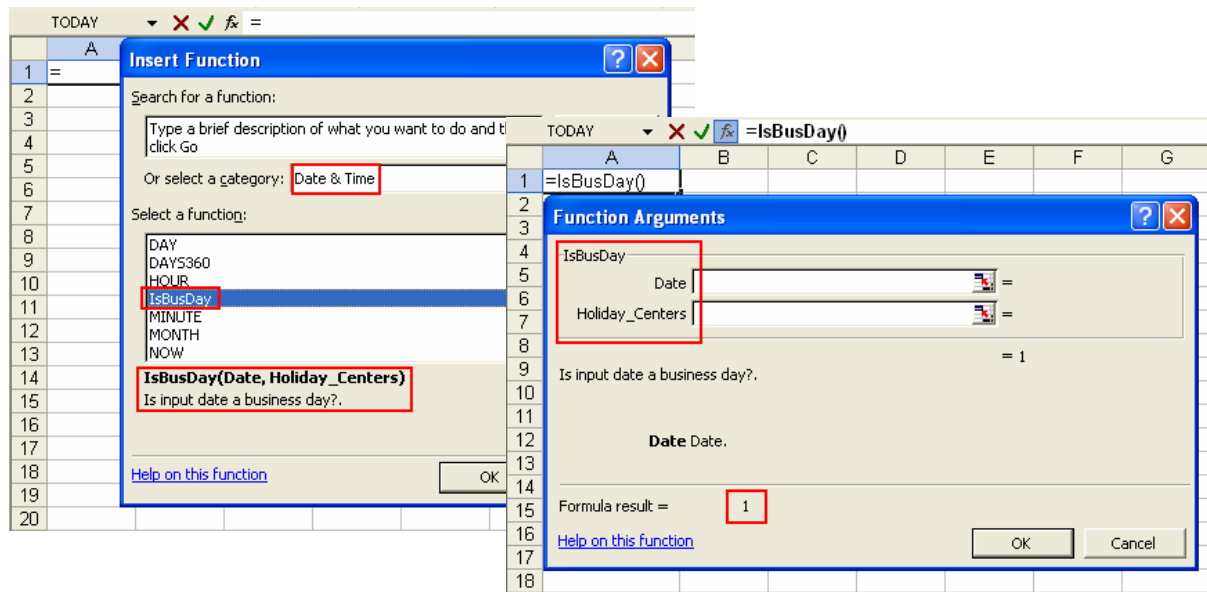 TODAY =
A
1 =
2
3
4
5
6
7
8
9
10
11
12
13
14
15
16
17
18
19
20
Insert Function
Search for a function:
Type a brief description of what you want to do and
click Go
Or select a category: Date & Time
Select a function:
DAY
DAYS360
HOUR
IsBusDay
MINUTE
MONTH
NOW
IsBusDay(Date, Holiday_Centers)
Is input date a business day?.
Help on this function
OK
TODAY fx =IsBusDay()
A B C D E F G
1 =IsBusDay()
2
3
4
5
6
7
8
9
10
11
12
13
14
15
16
17
18
Function Arguments
IsBusDay
Date =
Holiday_Centers =
= 1
Is input date a business day?.
Date Date.
Formula result = 1
Help on this function
OK Cancel